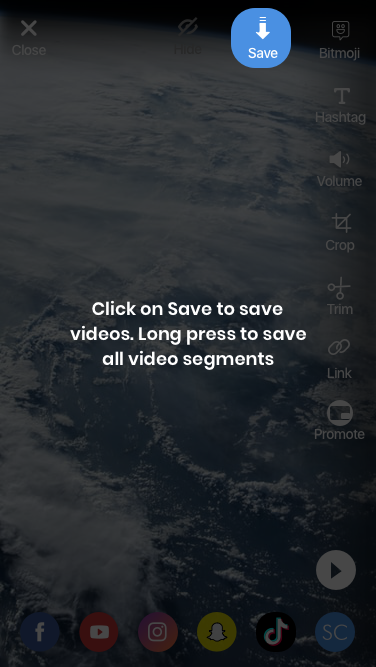 Close
Hide
Save
Bitmoji
Hashtag
Volume
Crop
Trim
Link
Promote
Click on Save to save
videos. Long press to save
all video segments
SC